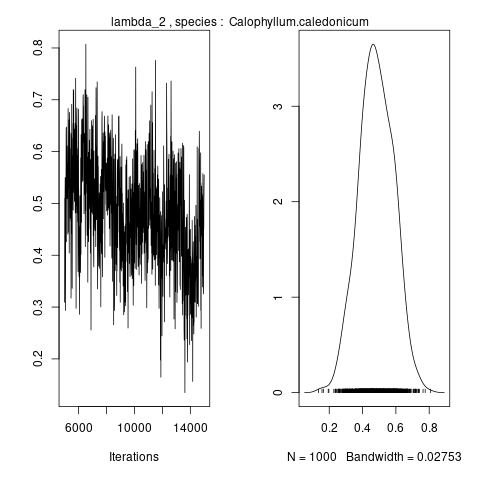 lambda_2 , species : Calophyllum.caledonicum
0.8
0.7
0.6
0.5
0.4
0.3
0.2
6000 10000 14000
Iterations
3
2
1
0
0.2 0.4 0.6 0.8
N = 1000 Bandwidth = 0.02753